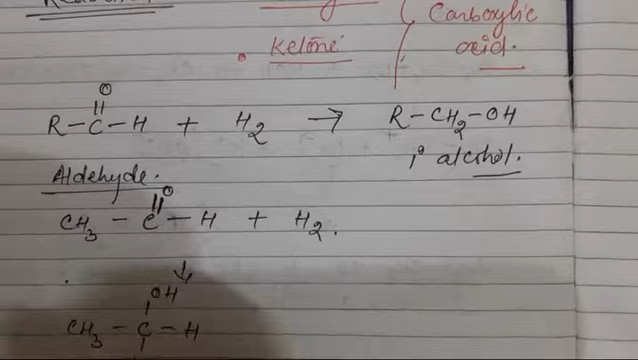 Carboxylic
• Ketone acid.
O
R-C-H + H2 → R-CH2-OH
Aldehyde. 1° alcohol.
O
CH3 - C - H + H2.
↓
OH
CH3 - C - H